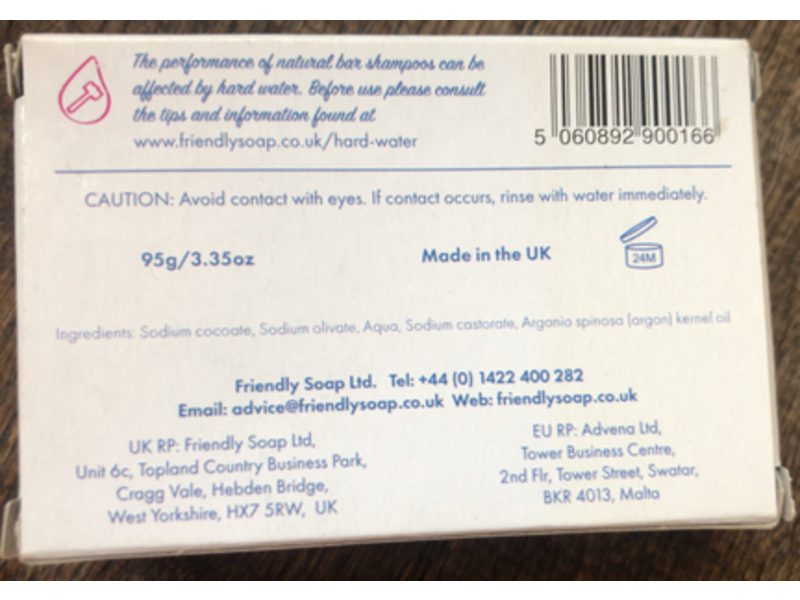 The performance of natural bar shampoos can be
affected by hard water. Before use please consult
the tips and information found at
www.friendlysoap.co.uk/hard-water
5 060892 900166
CAUTION: Avoid contact with eyes. If contact occurs, rinse with water immediately.
95g/3.35oz
Made in the UK
24M
Ingredients: Sodium cocoate, Sodium olivate, Aqua, Sodium castorate, Argania spinosa (argan) kernel oil
Friendly Soap Ltd. Tel: +44 (0) 1422 400 282
Email: advice@friendlysoap.co.uk Web: friendlysoap.co.uk
UK RP: Friendly Soap Ltd,
Unit 6c, Topland Country Business Park,
Cragg Vale, Hebden Bridge,
West Yorkshire, HX7 5RW, UK
EU RP: Advena Ltd,
Tower Business Centre,
2nd Flr, Tower Street, Swatar,
BKR 4013, Malta